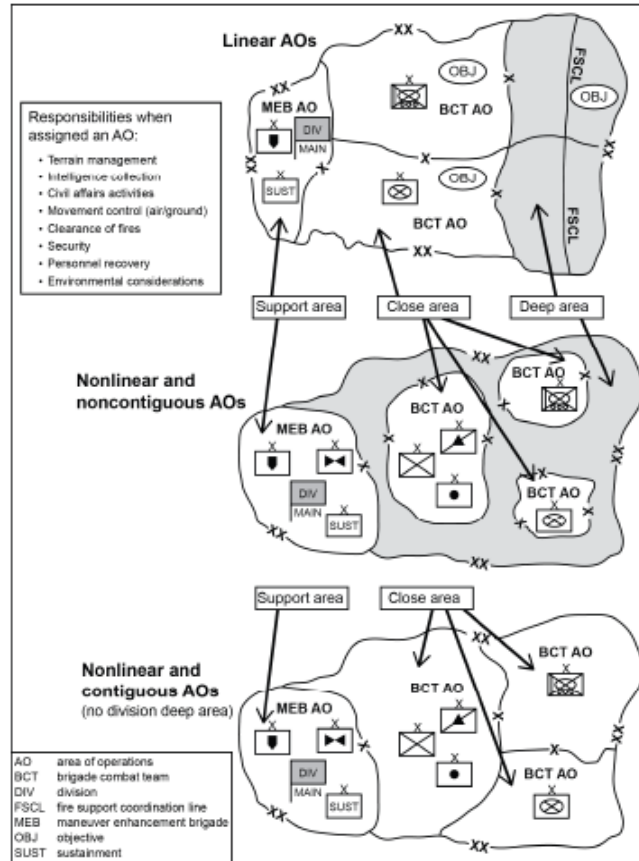 Linear AOs
XX
FSCL
OBJ
OBJ
X
MEB AO
BCT AO
X
Responsibilities when
assigned an AO:
• Terrain management
• Intelligence collection
• Civil affairs activities
• Movement control (air/ground)
• Clearance of fires
• Security
• Personnel recovery
• Environmental considerations
X
DIV
MAIN
XX
X
X
XX
X
SUST
X
OBJ
X
BCT AO
FSCL
XX
XX
Support area
Close area
Deep area
XX
Nonlinear and
noncontiguous AOs
BCT AO
X
X
X
X
BCT AO
X
MEB AO
X
X
X
X
X
X
X
XX
DIV
MAIN
X
SUST
X
X
BCT AO
X
X
X
XX
XX
Support area
Close area
XX
BCT AO
X
Nonlinear and
contiguous AOs
(no division deep area)
BCT AO
X
MEB AO
X
X
X
X
X
X
DIV
MAIN
X
SUST
BCT AO
X
XX
XX
AO area of operations
BCT brigade combat team
DIV division
FSCL fire support coordination line
MEB maneuver enhancement brigade
OBJ objective
SUST sustainment